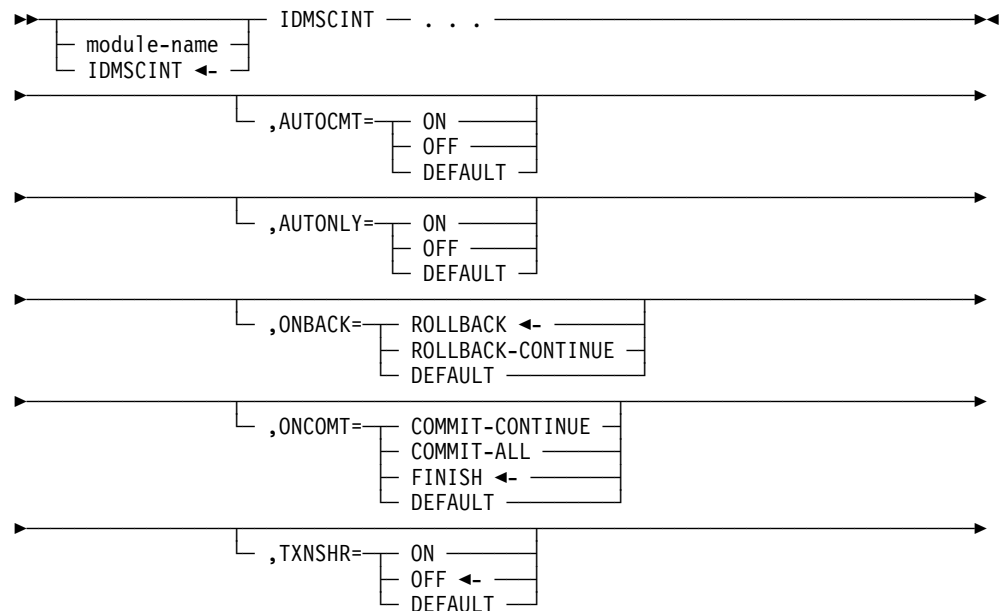 IDMSCINT . . .
module-name
IDMSCINT ◄-
,AUTOCMT= ON
OFF
DEFAULT
,AUTONLY= ON
OFF
DEFAULT
,ONBACK= ROLLBACK ◄-
ROLLBACK-CONTINUE
DEFAULT
,ONCOMT= COMMIT-CONTINUE
COMMIT-ALL
FINISH ◄-
DEFAULT
,TXNSHR= ON
OFF ◄-
DEFAULT